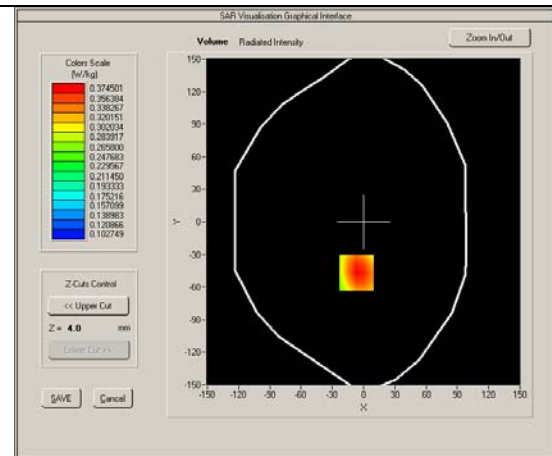 SAR Visualisation Graphical Interface
Volume Radiated Intensity
Zoom In/Out
Colors Scale
(W/kg)
0.374501
0.356384
0.338267
0.320151
0.302034
0.283917
0.265800
0.247683
0.229567
0.211450
0.193333
0.175216
0.157099
0.138983
0.120866
0.102749
Z-Cuts Control
<< Upper Cut
Z = 4.0 mm
Lower Cut >>
SAVE Cancel
150
120
90
60
30
0
-30
-60
-90
-120
-150
Y
-150 -120 -90 -60 -30 0 30 60 90 120 150
X